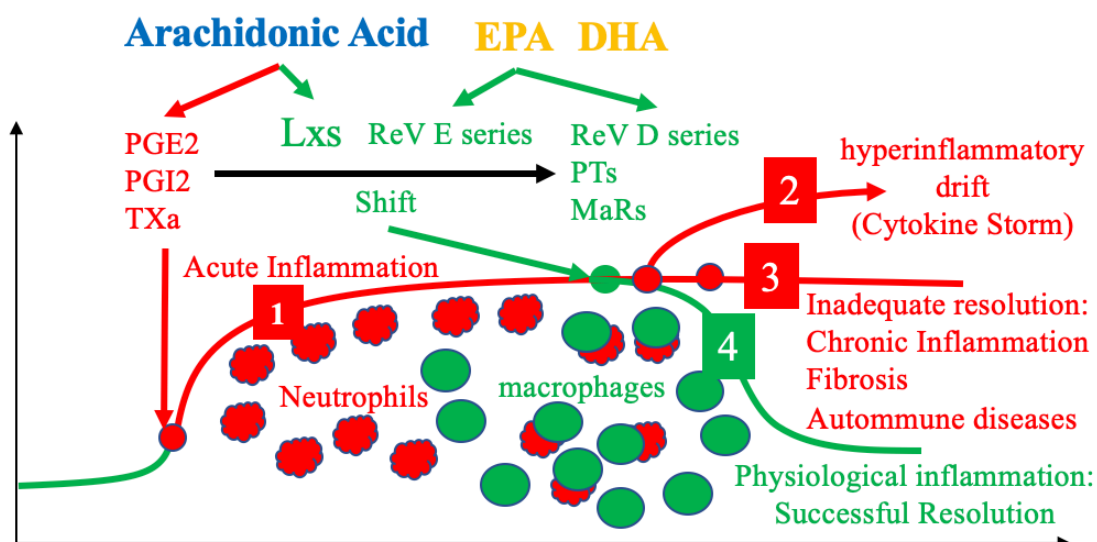 Arachidonic Acid
EPA DHA
PGE2
PGI2
TXa
Lxs
ReV E series
ReV D series
PTs
MaRs
Shift
hyperinflammatory
drift
(Cytokine Storm)
2
Acute Inflammation
1
3
4
Inadequate resolution:
Chronic Inflammation
Fibrosis
Autommune diseases
Neutrophils
macrophages
Physiological inflammation:
Successful Resolution